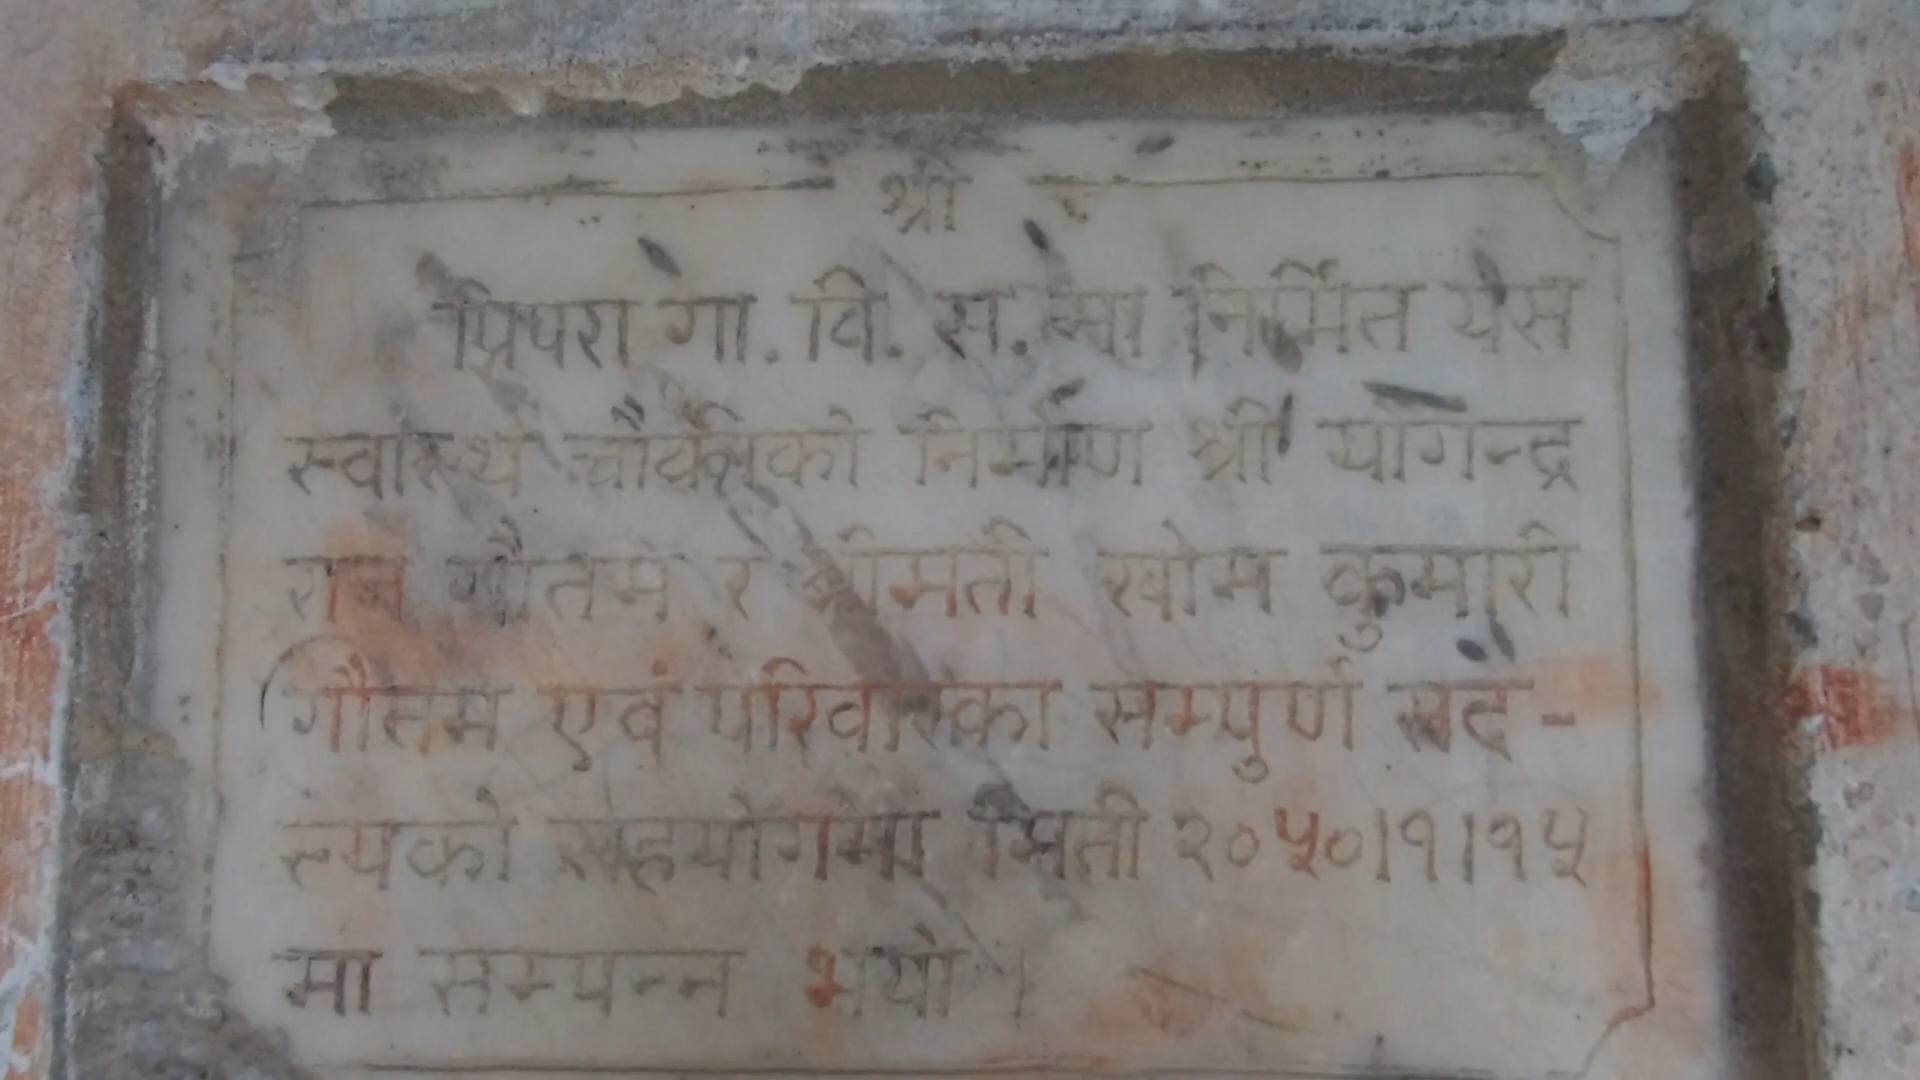 श्री
प्रिपरा गा. वि. स. मा निर्मित यस
स्वास्थ्य चौकीको निर्माण श्री योगेन्द्र
राज गौतम र श्रीमती खोम कुमारी
गौतम एवं परिवारका सम्पुर्ण सद-
स्यको सहयोगमा मिती २०५०।१।१५
मा सम्पन्न भयो ।